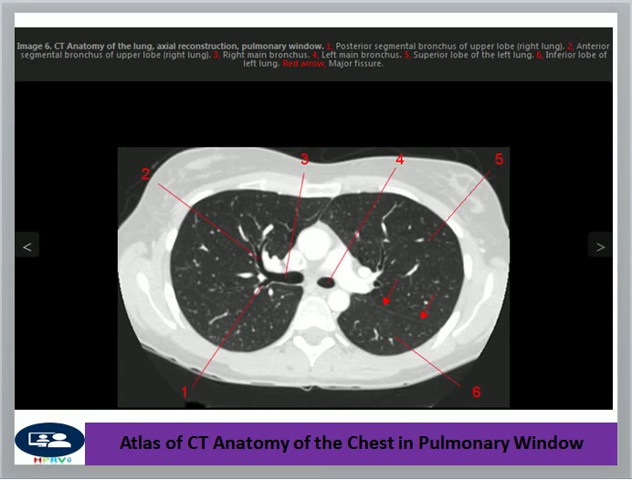 Image 6. CT Anatomy of the lung, axial reconstruction, pulmonary window. 1, Posterior segmental bronchus of upper lobe (right lung). 2, Anterior
segmental bronchus of upper lobe (right lung). 3, Right main bronchus. 4, Left main bronchus. 5, Superior lobe of the left lung. 6, Inferior lobe of
left lung. Red arrow, Major fissure.
3
4
5
2
<
>
1
6
HPRV
Atlas of CT Anatomy of the Chest in Pulmonary Window